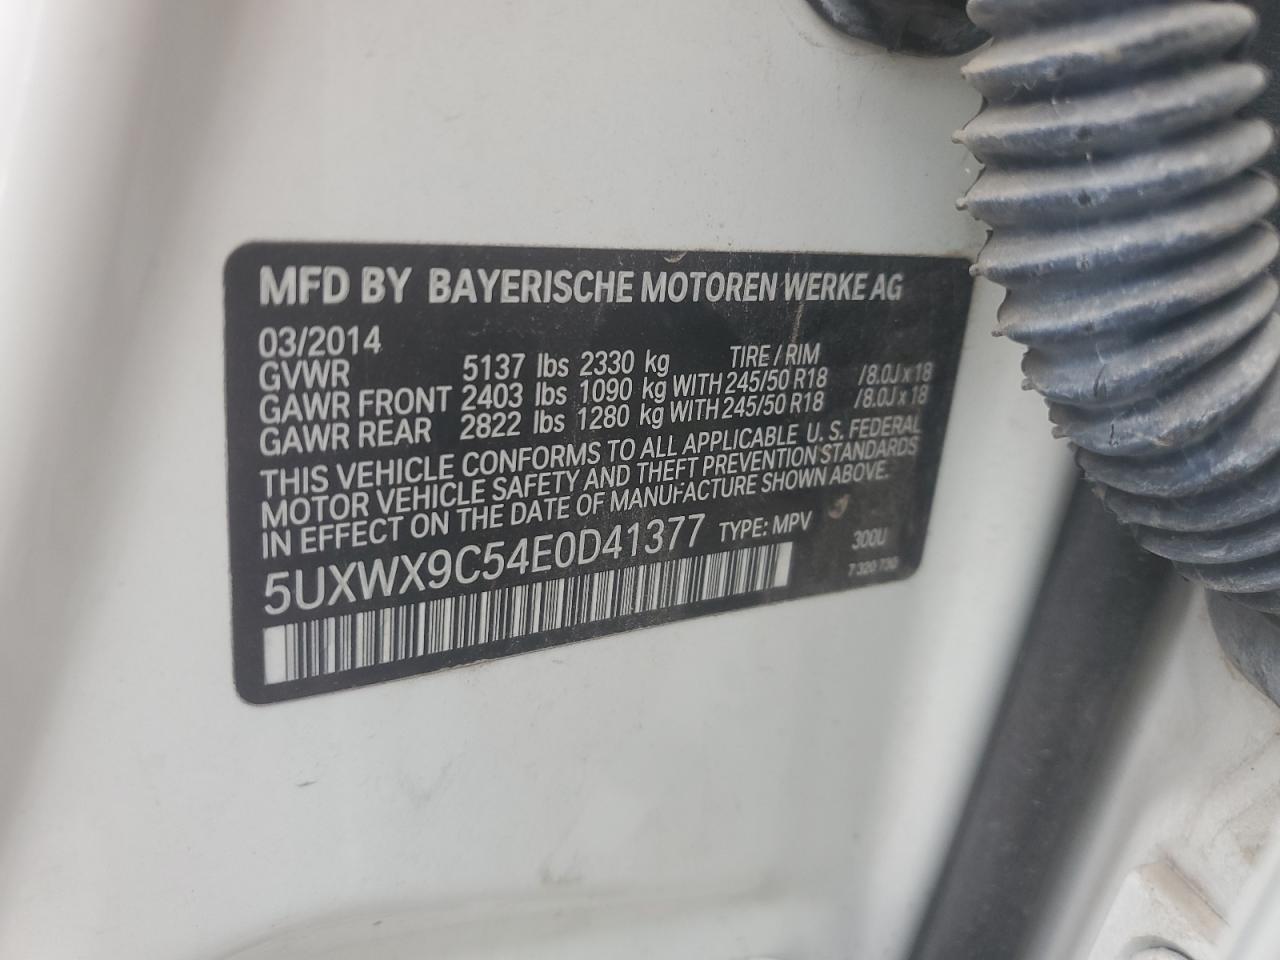 MFD BY BAYERISCHE MOTOREN WERKE AG
03/2014
GVWR 5137 lbs 2330 kg TIRE / RIM
GAWR FRONT 2403 lbs 1090 kg WITH 245/50 R18 /8.0J x 18
GAWR REAR 2822 lbs 1280 kg WITH 245/50 R18 /8.0J x 18
THIS VEHICLE CONFORMS TO ALL APPLICABLE U.S. FEDERAL
MOTOR VEHICLE SAFETY AND THEFT PREVENTION STANDARDS
IN EFFECT ON THE DATE OF MANUFACTURE SHOWN ABOVE.
5UXWX9C54E0D41377 TYPE: MPV 300U
7 320 730